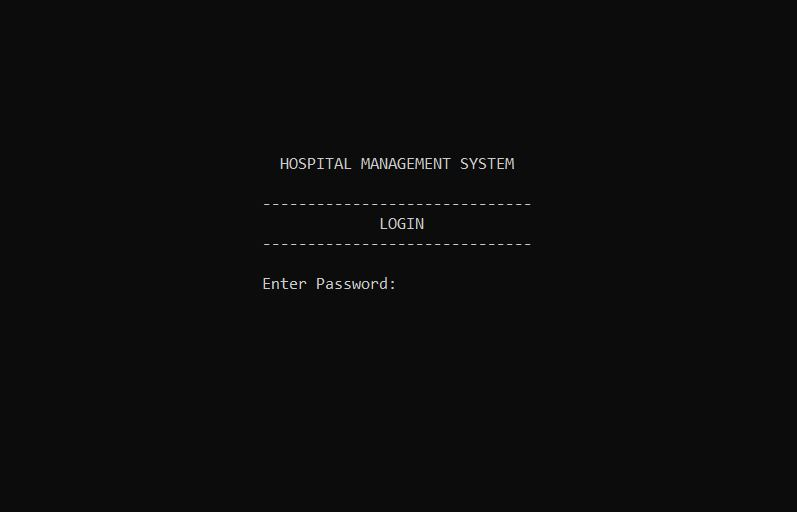 HOSPITAL MANAGEMENT SYSTEM
------------------------------
LOGIN
------------------------------
Enter Password: